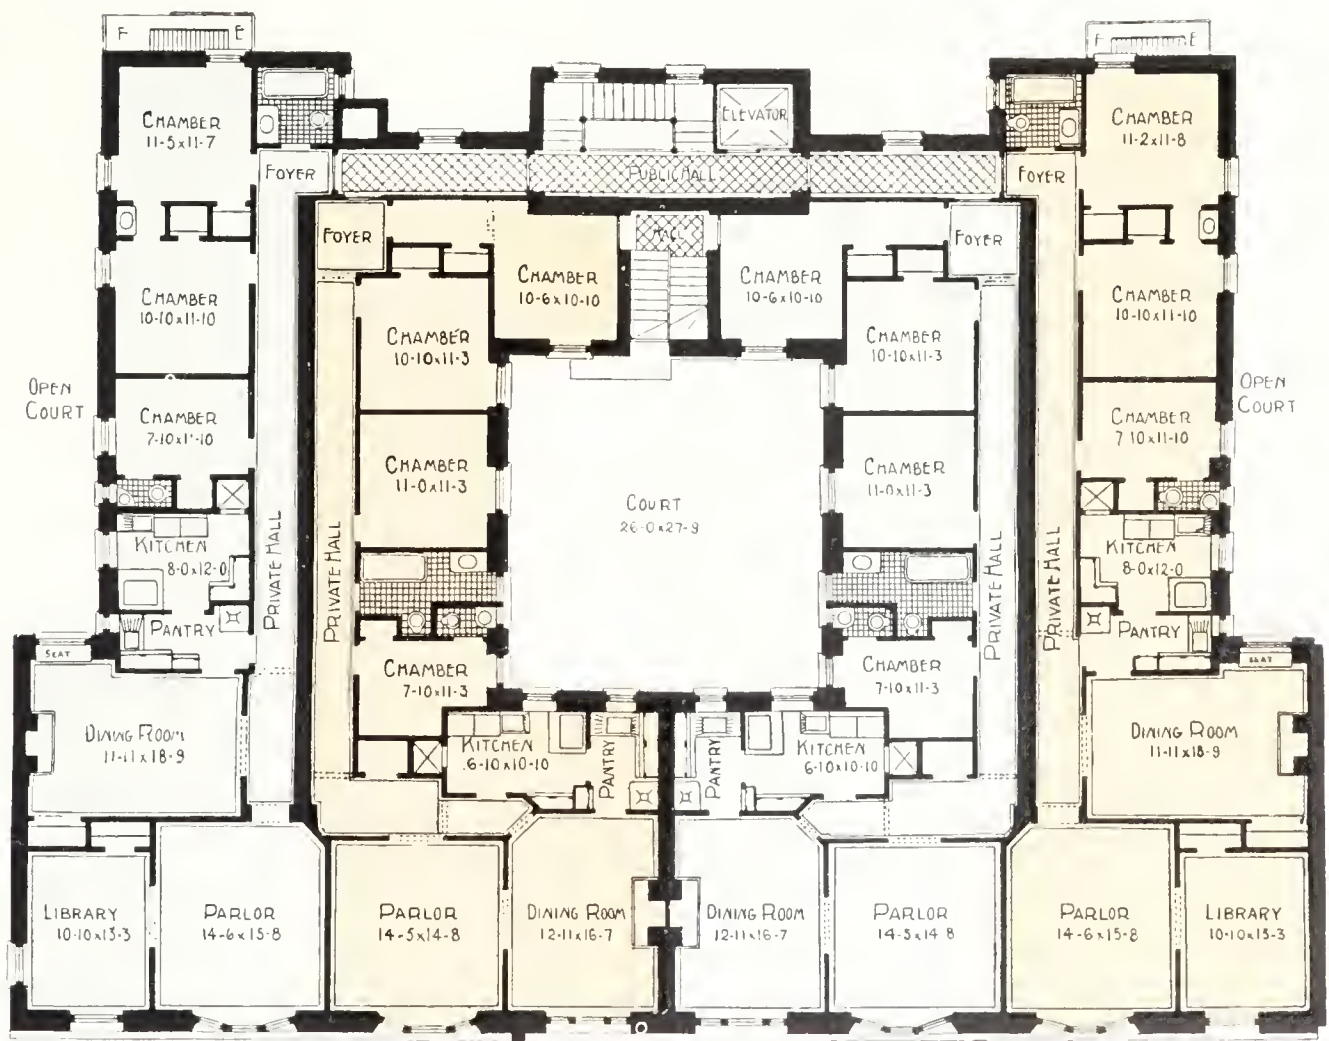 F E
F E
CHAMBER
11-5x11-7
ELEVATOR
CHAMBER
11-2x11-8
FOYER
PUBLIC HALL
FOYER
FOYER
HALL
FOYER
CHAMBER
10-10x11-10
CHAMBER
10-6x10-10
CHAMBER
10-6x10-10
CHAMBER
10-10x11-10
CHAMBER
10-10x11-3
CHAMBER
10-10x11-3
OPEN
COURT
CHAMBER
7-10x11-10
CHAMBER
7-10x11-10
OPEN
COURT
CHAMBER
11-0x11-3
COURT
26-0x27-9
CHAMBER
11-0x11-3
KITCHEN
8-0x12-0
PRIVATE HALL
PRIVATE HALL
PRIVATE HALL
PRIVATE HALL
KITCHEN
8-0x12-0
PANTRY
PANTRY
SEAT
SEAT
CHAMBER
7-10x11-3
CHAMBER
7-10x11-3
DINING ROOM
11-11x18-9
KITCHEN
6-10x10-10
PANTRY
PANTRY
KITCHEN
6-10x10-10
DINING ROOM
11-11x18-9
LIBRARY
10-10x13-3
PARLOR
14-6x15-8
PARLOR
14-5x14-8
DINING ROOM
12-11x16-7
DINING ROOM
12-11x16-7
PARLOR
14-5x14-8
PARLOR
14-6x15-8
LIBRARY
10-10x13-3